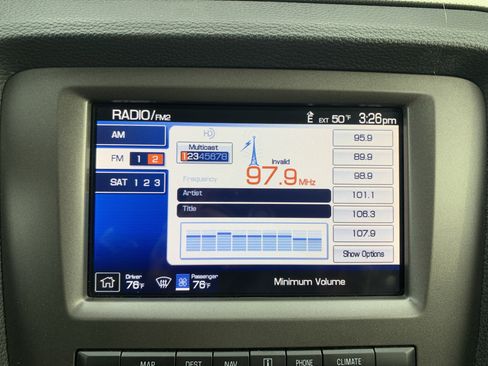 RADIO/FM2
E EXT 50°F 3:26pm
AM
FM 1 2
SAT 1 2 3
HD
Multicast
12345678
Invalid
Frequency 97.9 MHz
Artist
Title
95.9
89.9
98.9
101.1
106.3
107.9
Show Options
Driver
76°F
Passenger
76°F
Minimum Volume
MAP
DEST
NAV
i
PHONE
CLIMATE